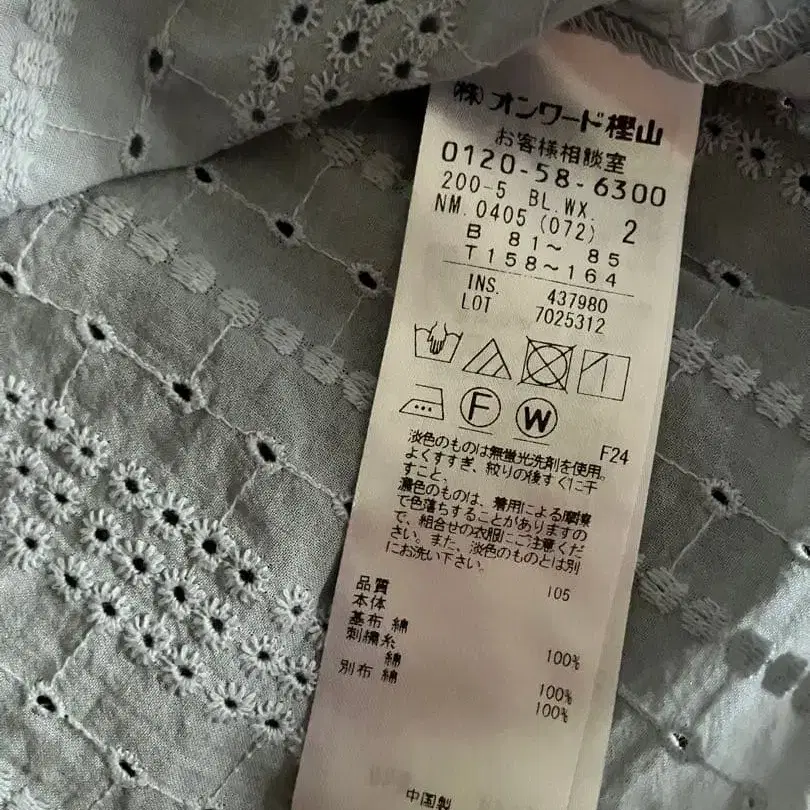 (株)オンワード樫山
お客様相談室
0120-58-6300
200-5 BL.WX.
NM.0405(072) 2
B 81～ 85
T158～164
INS. 437980
LOT 7025312
F W
F24
淡色のものは無蛍光洗剤を使用。
よくすすぎ、絞りの後すぐに干
すこと。
濃色のものは、着用による摩擦
で色落ちすることがありますの
で、組合せの衣服にご注意くだ
さい。また、淡色のものとは別
にお洗い下さい。
105
品質
本体
基布 綿 100%
刺繍糸
綿 100%
別布 綿 100%
中国製